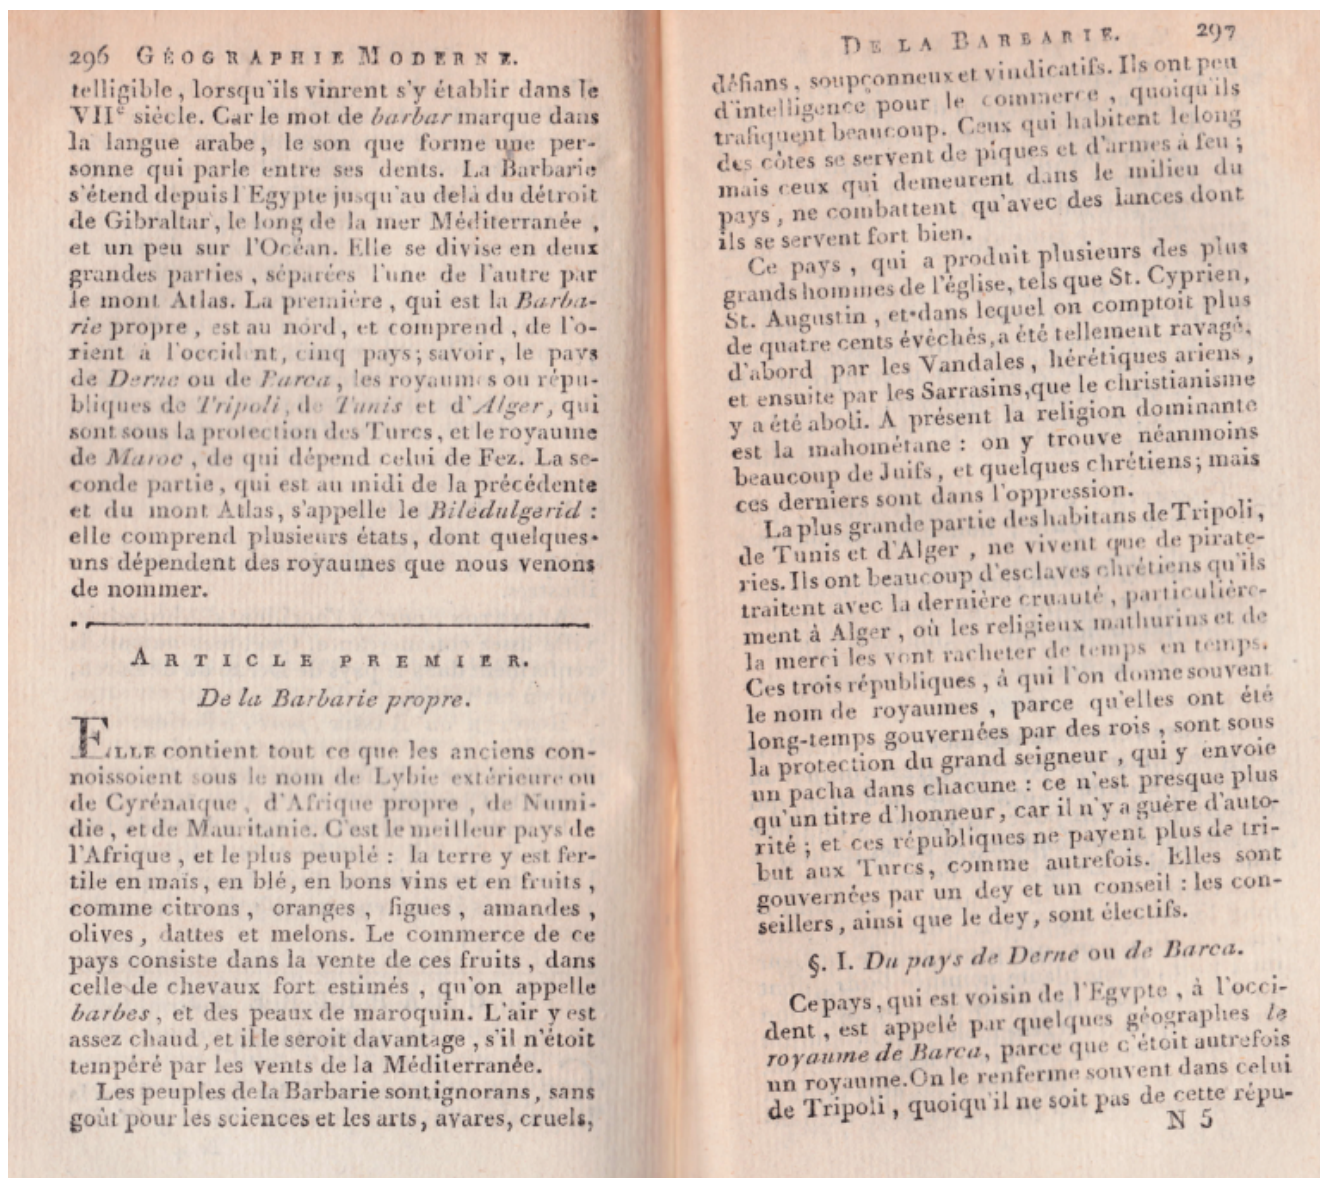 296 GÉOGRAPHIE MODERNE.
telligible, lorsqu'ils vinrent s'y établir dans le
VIIe siècle. Car le mot de barbar marque dans
la langue arabe, le son que forme une per-
sonne qui parle entre ses dents. La Barbarie
s'étend depuis l'Egypte jusqu'au delà du détroit
de Gibraltar, le long de la mer Méditerranée,
et un peu sur l'Océan. Elle se divise en deux
grandes parties, séparées l'une de l'autre par
le mont Atlas. La première, qui est la Barba-
rie propre, est au nord, et comprend, de l'o-
rient à l'occident, cinq pays; savoir, le pays
de Derne ou de Barca, les royaumes ou répu-
bliques de Tripoli, de Tunis et d'Alger, qui
sont sous la protection des Turcs, et le royaume
de Maroc, de qui dépend celui de Fez. La se-
conde partie, qui est au midi de la précédente
et du mont Atlas, s'appelle le Bilédulgerid :
elle comprend plusieurs états, dont quelques-
uns dépendent des royaumes que nous venons
de nommer.
ARTICLE PREMIER.
De la Barbarie propre.
ELLE contient tout ce que les anciens con-
noissoient sous le nom de Lybie extérieure ou
de Cyrénaïque, d'Afrique propre, de Numi-
die, et de Mauritanie. C'est le meilleur pays de
l'Afrique, et le plus peuplé : la terre y est fer-
tile en maïs, en blé, en bons vins et en fruits,
comme citrons, oranges, figues, amandes,
olives, dattes et melons. Le commerce de ce
pays consiste dans la vente de ces fruits, dans
celle de chevaux fort estimés, qu'on appelle
barbes, et des peaux de maroquin. L'air y est
assez chaud, et il le seroit davantage, s'il n'étoit
tempéré par les vents de la Méditerranée.
Les peuples de la Barbarie sont ignorans, sans
goût pour les sciences et les arts, avares, cruels,
DE LA BARBARIE. 297
défians, soupçonneux et vindicatifs. Ils ont peu
d'intelligence pour le commerce, quoiqu'ils
trafiquent beaucoup. Ceux qui habitent le long
des côtes se servent de piques et d'armes à feu ;
mais ceux qui demeurent dans le milieu du
pays, ne combattent qu'avec des lances dont
ils se servent fort bien.
Ce pays, qui a produit plusieurs des plus
grands hommes de l'église, tels que St. Cyprien,
St. Augustin, et dans lequel on comptoit plus
de quatre cents évêchés, a été tellement ravagé,
d'abord par les Vandales, hérétiques ariens,
et ensuite par les Sarrasins, que le christianisme
y a été aboli. A présent la religion dominante
est la mahométane : on y trouve néanmoins
beaucoup de Juifs, et quelques chrétiens; mais
ces derniers sont dans l'oppression.
La plus grande partie des habitans de Tripoli,
de Tunis et d'Alger, ne vivent que de pirate-
ries. Ils ont beaucoup d'esclaves chrétiens qu'ils
traitent avec la dernière cruauté, particulière-
ment à Alger, où les religieux mathurins et de
la merci les vont racheter de temps en temps.
Ces trois républiques, à qui l'on donne souvent
le nom de royaumes, parce qu'elles ont été
long-temps gouvernées par des rois, sont sous
la protection du grand seigneur, qui y envoie
un pacha dans chacune : ce n'est presque plus
qu'un titre d'honneur, car il n'y a guère d'auto-
rité ; et ces républiques ne payent plus de tri-
but aux Turcs, comme autrefois. Elles sont
gouvernées par un dey et un conseil : les con-
seillers, ainsi que le dey, sont électifs.
§. I. Du pays de Derne ou de Barca.
Ce pays, qui est voisin de l'Egypte, à l'occi-
dent, est appelé par quelques géographes le
royaume de Barca, parce que c'étoit autrefois
un royaume. On le renferme souvent dans celui
de Tripoli, quoiqu'il ne soit pas de cette répu-
N 5